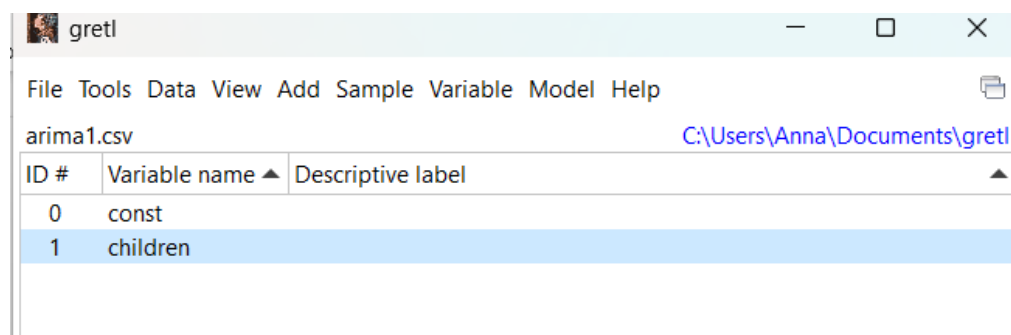 gretl
File Tools Data View Add Sample Variable Model Help
arima1.csv C:\Users\Anna\Documents\gretl
ID # Variable name Descriptive label
0 const
1 children